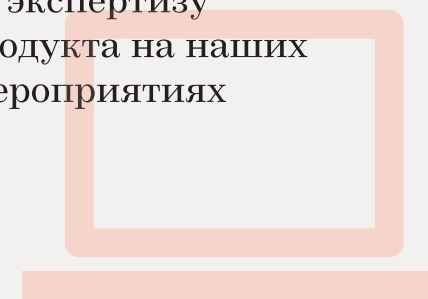 экспертизу
одукта на наших
ероприятиях